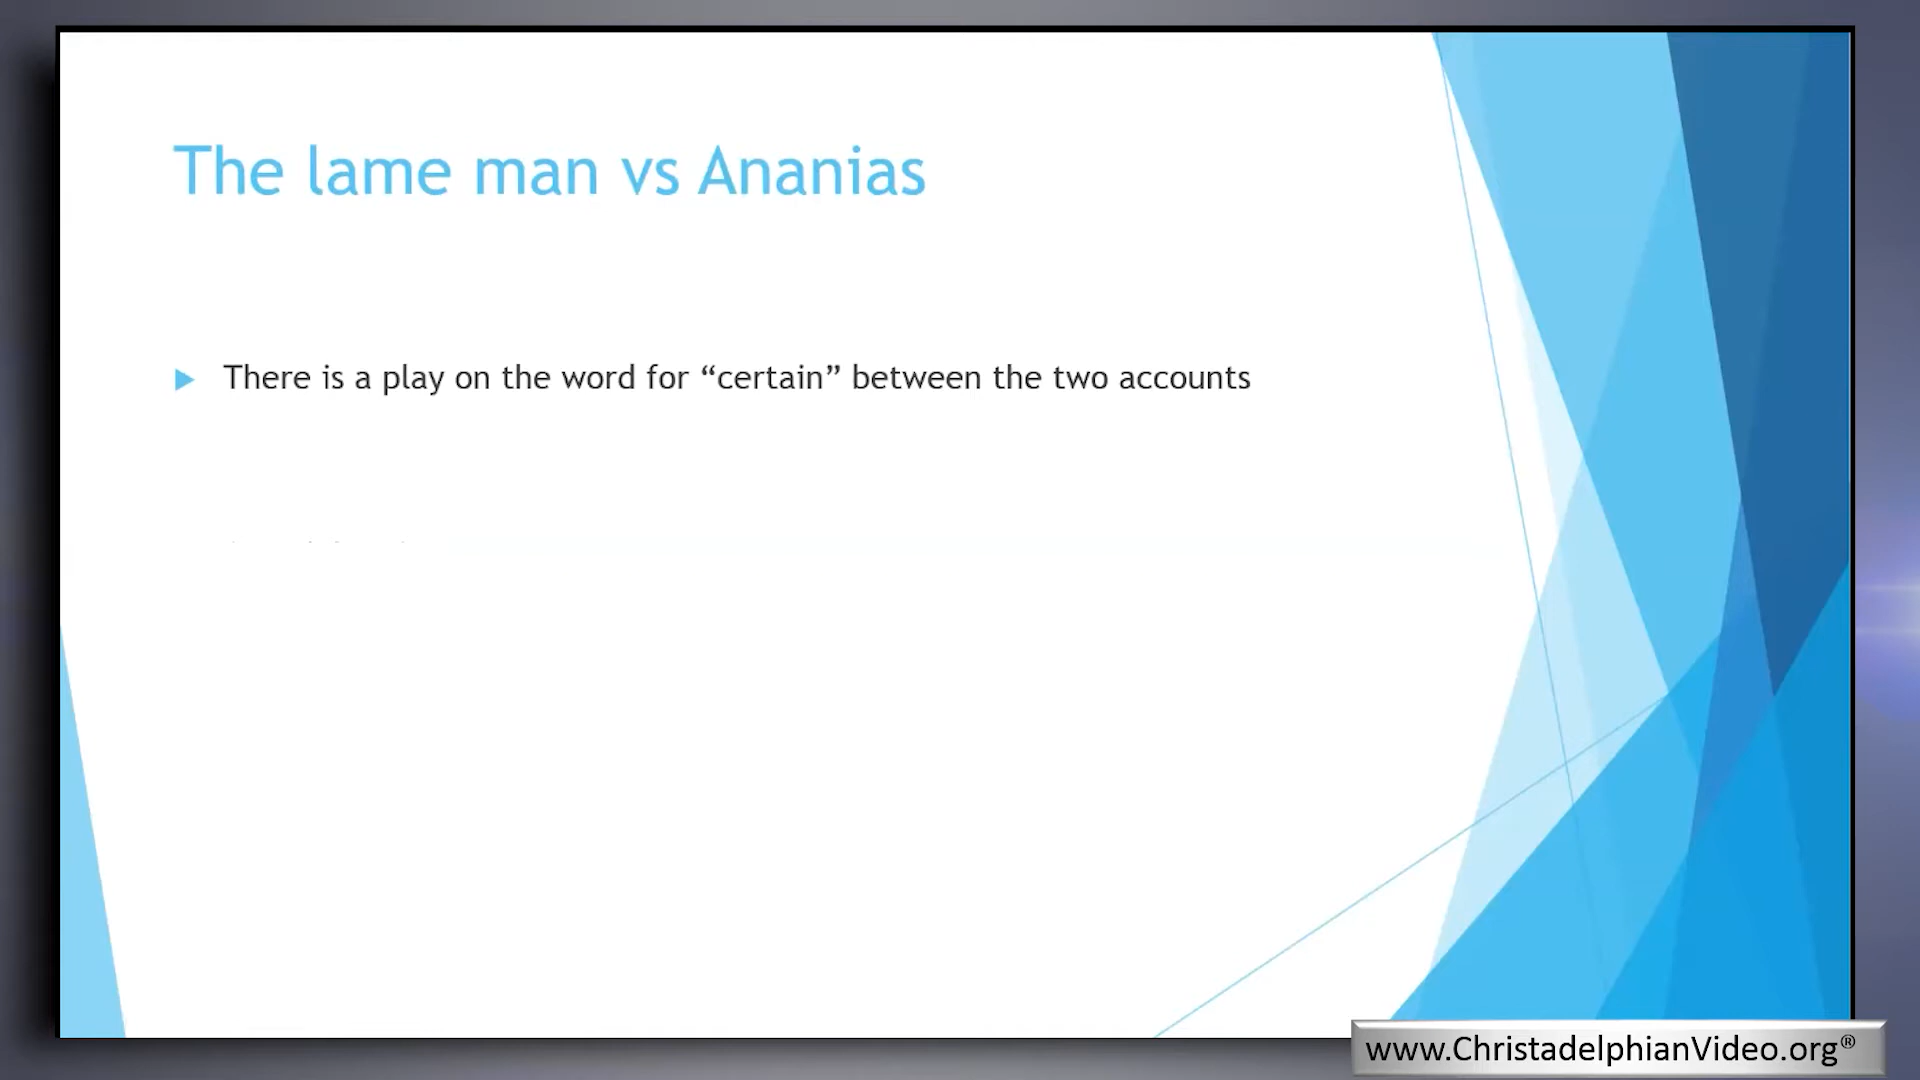 The lame man vs Ananias
There is a play on the word for “certain” between the two accounts
www.ChristadelphianVideo.org®